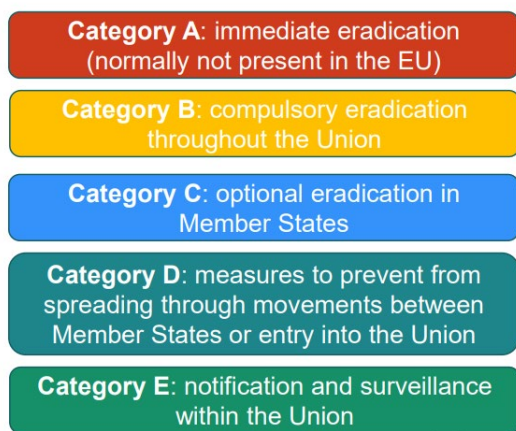 Category A: immediate eradication
(normally not present in the EU)
Category B: compulsory eradication
throughout the Union
Category C: optional eradication in
Member States
Category D: measures to prevent from
spreading through movements between
Member States or entry into the Union
Category E: notification and surveillance
within the Union